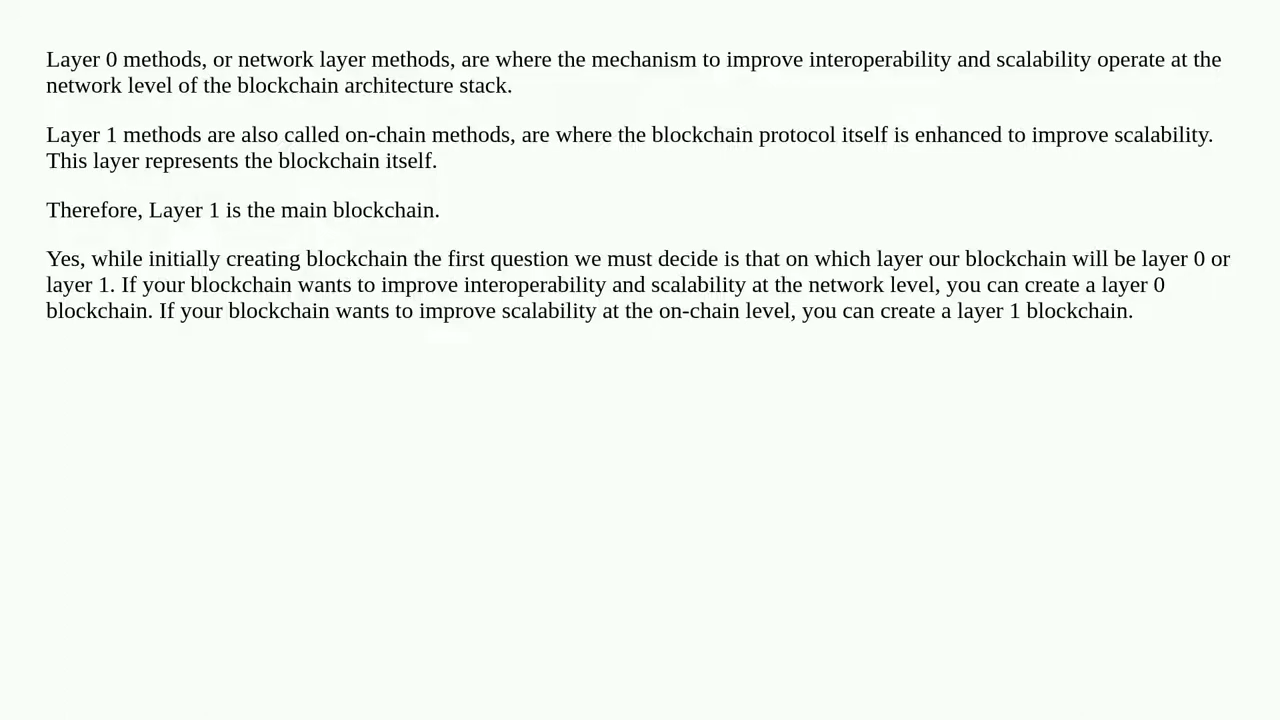 Layer 0 methods, or network layer methods, are where the mechanism to improve interoperability and scalability operate at the
network level of the blockchain architecture stack.
Layer 1 methods are also called on-chain methods, are where the blockchain protocol itself is enhanced to improve scalability.
This layer represents the blockchain itself.
Therefore, Layer 1 is the main blockchain.
Yes, while initially creating blockchain the first question we must decide is that on which layer our blockchain will be layer 0 or
layer 1. If your blockchain wants to improve interoperability and scalability at the network level, you can create a layer 0
blockchain. If your blockchain wants to improve scalability at the on-chain level, you can create a layer 1 blockchain.